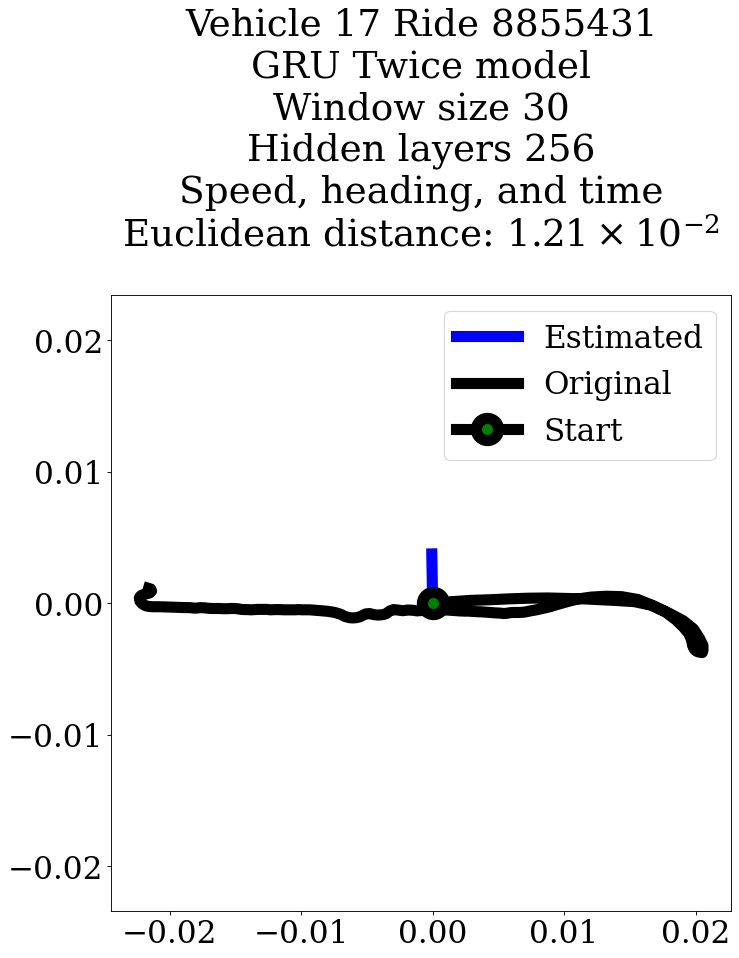 Vehicle 17 Ride 8855431
GRU Twice model
Window size 30
Hidden layers 256
Speed, heading, and time
Euclidean distance: 1.21 × 10⁻²
Estimated
Original
Start
0.02
0.01
0.00
−0.01
−0.02
−0.02 −0.01 0.00 0.01 0.02